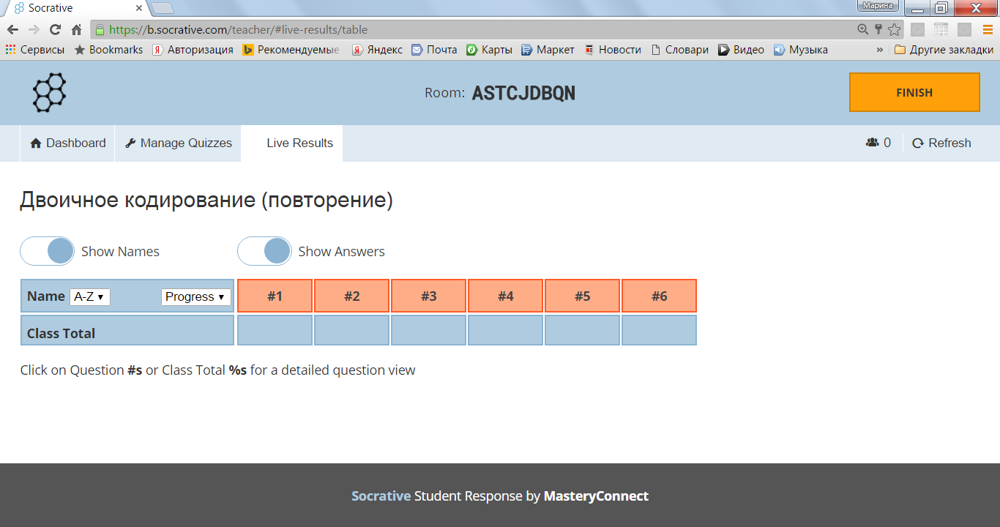 Socrative
Марина
https://b.socrative.com/teacher/#live-results/table
Сервисы Bookmarks Авторизация Рекомендуемые Яндекс Почта Карты Маркет Новости Словари Видео Музыка » Другие закладки
Room: ASTCJDBQN
FINISH
Dashboard Manage Quizzes Live Results 0 Refresh
Двоичное кодирование (повторение)
Show Names Show Answers
Name A-Z Progress #1 #2 #3 #4 #5 #6
Class Total
Click on Question #s or Class Total %s for a detailed question view
Socrative Student Response by MasteryConnect